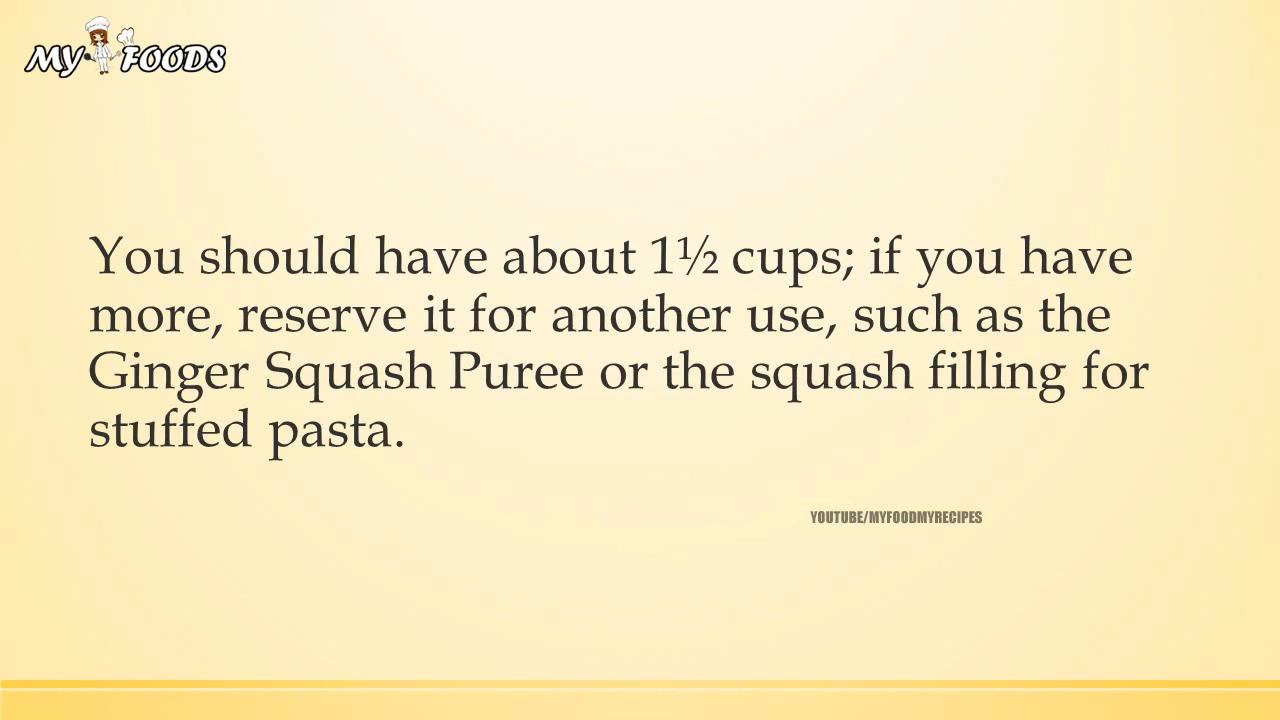 MY FOODS
You should have about 1½ cups; if you have
more, reserve it for another use, such as the
Ginger Squash Puree or the squash filling for
stuffed pasta.
YOUTUBE/MYFOODMYRECIPES